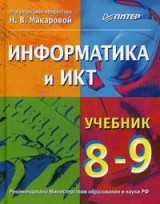 Под редакцией профессора
Н. В. Макаровой
ПИТЕР
ИНФОРМАТИКА
и ИКТ
УЧЕБНИК
8-9
Рекомендовано Министерством образования и науки РФ